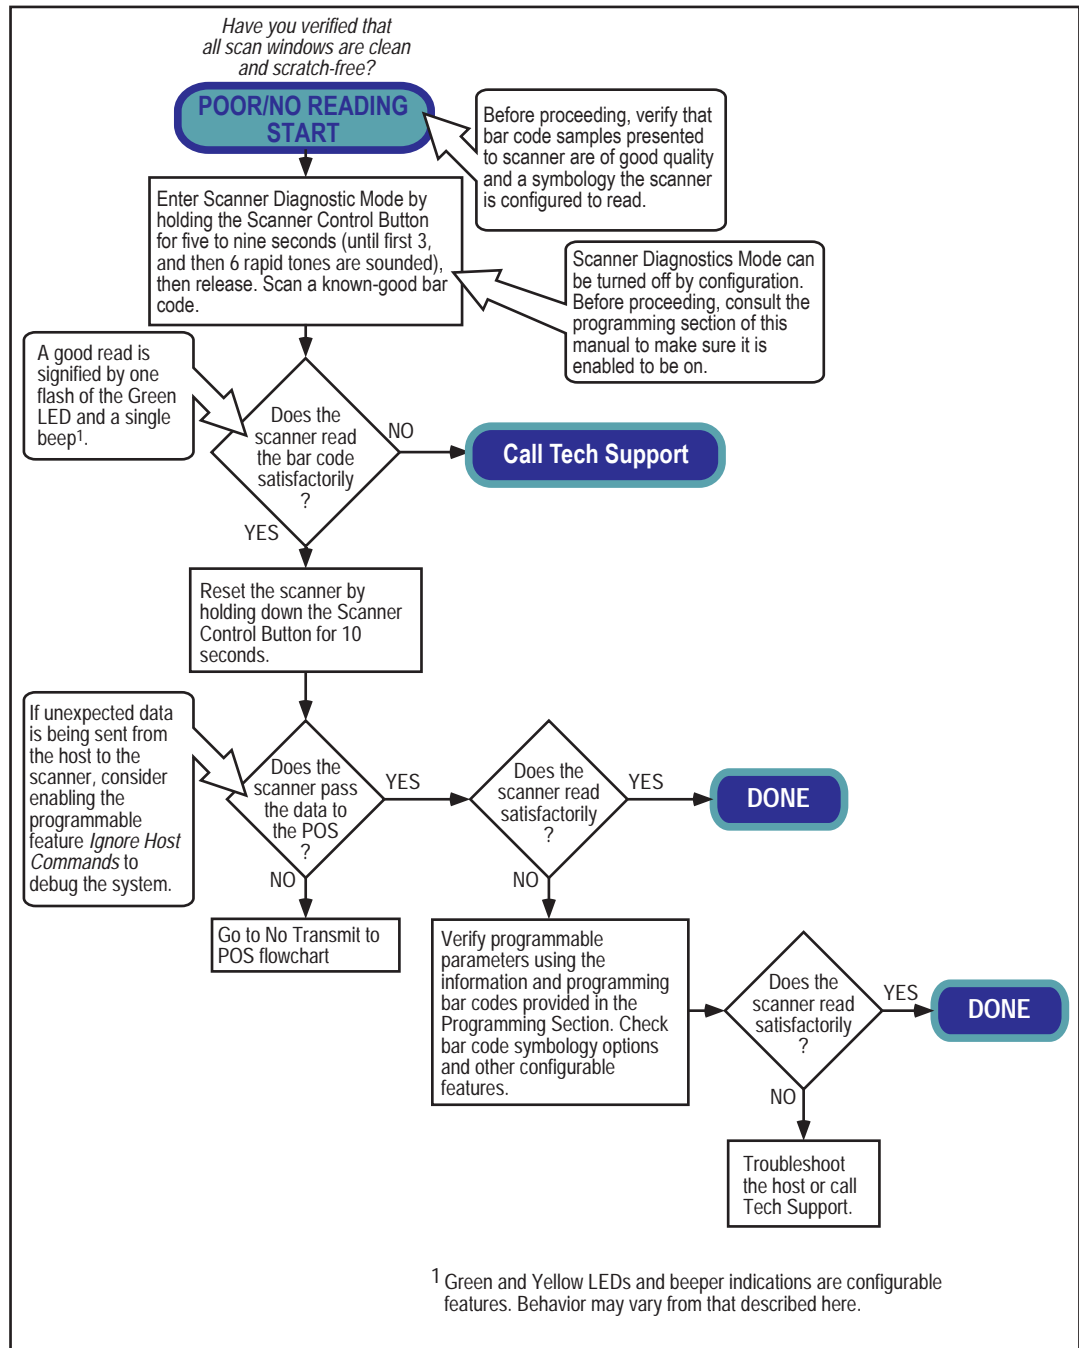 Have you verified that
all scan windows are clean
and scratch-free?
POOR/NO READING
START
Before proceeding, verify that
bar code samples presented
to scanner are of good quality
and a symbology the scanner
is configured to read.
Enter Scanner Diagnostic Mode by
holding the Scanner Control Button
for five to nine seconds (until first 3,
and then 6 rapid tones are sounded),
then release. Scan a known-good bar
code.
Scanner Diagnostics Mode can
be turned off by configuration.
Before proceeding, consult the
programming section of this
manual to make sure it is
enabled to be on.
A good read is
signified by one
flash of the Green
LED and a single
beep1.
Does the
scanner read
the bar code
satisfactorily
?
NO
Call Tech Support
YES
Reset the scanner by
holding down the Scanner
Control Button for 10
seconds.
If unexpected data
is being sent from
the host to the
scanner, consider
enabling the
programmable
feature Ignore Host
Commands to
debug the system.
Does the
scanner pass
the data to
the POS
?
YES
Does the
scanner read
satisfactorily
?
YES
DONE
NO
Go to No Transmit to
POS flowchart
NO
Verify programmable
parameters using the
information and programming
bar codes provided in the
Programming Section. Check
bar code symbology options
and other configurable
features.
Does the
scanner read
satisfactorily
?
YES
DONE
NO
Troubleshoot
the host or call
Tech Support.
1 Green and Yellow LEDs and beeper indications are configurable
features. Behavior may vary from that described here.